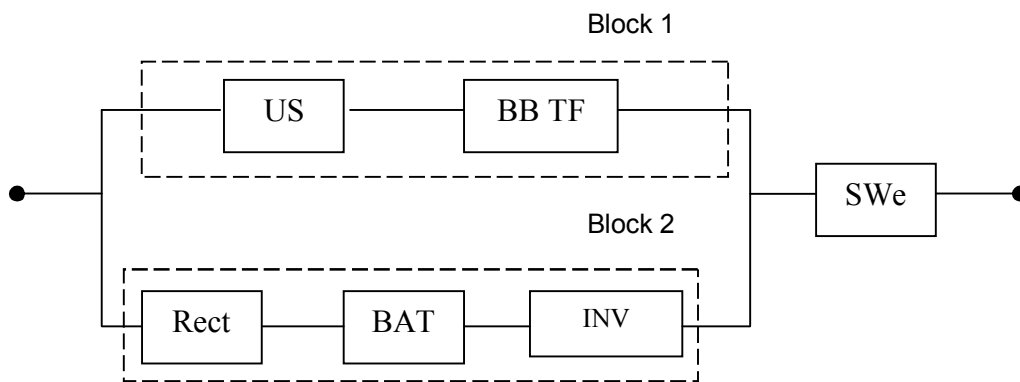 Block 1
US
BB TF
SWe
Block 2
Rect
BAT
INV